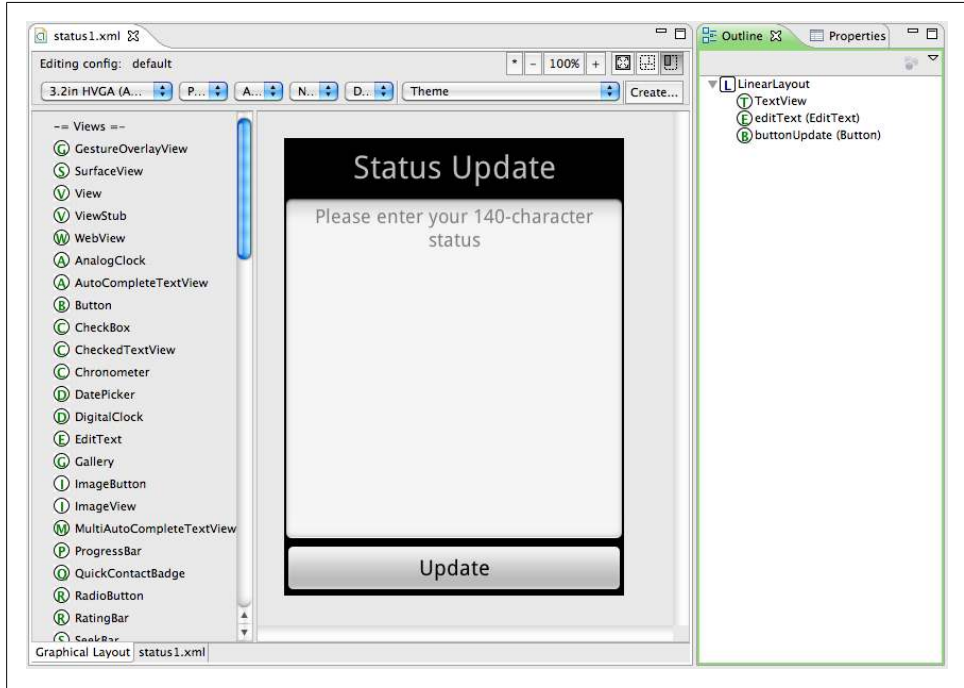 status1.xml
Outline
Properties
Editing config: default
* - 100% +
3.2in HVGA (A... P... A... N... D... Theme Create...
-= Views =-
GestureOverlayView
SurfaceView
View
ViewStub
WebView
AnalogClock
AutoCompleteTextView
Button
CheckBox
CheckedTextView
Chronometer
DatePicker
DigitalClock
EditText
Gallery
ImageButton
ImageView
MultiAutoCompleteTextView
ProgressBar
QuickContactBadge
RadioButton
RatingBar
SeekBar
Graphical Layout status1.xml
Status Update
Please enter your 140-character
status
Update
LinearLayout
TextView
editText (EditText)
buttonUpdate (Button)